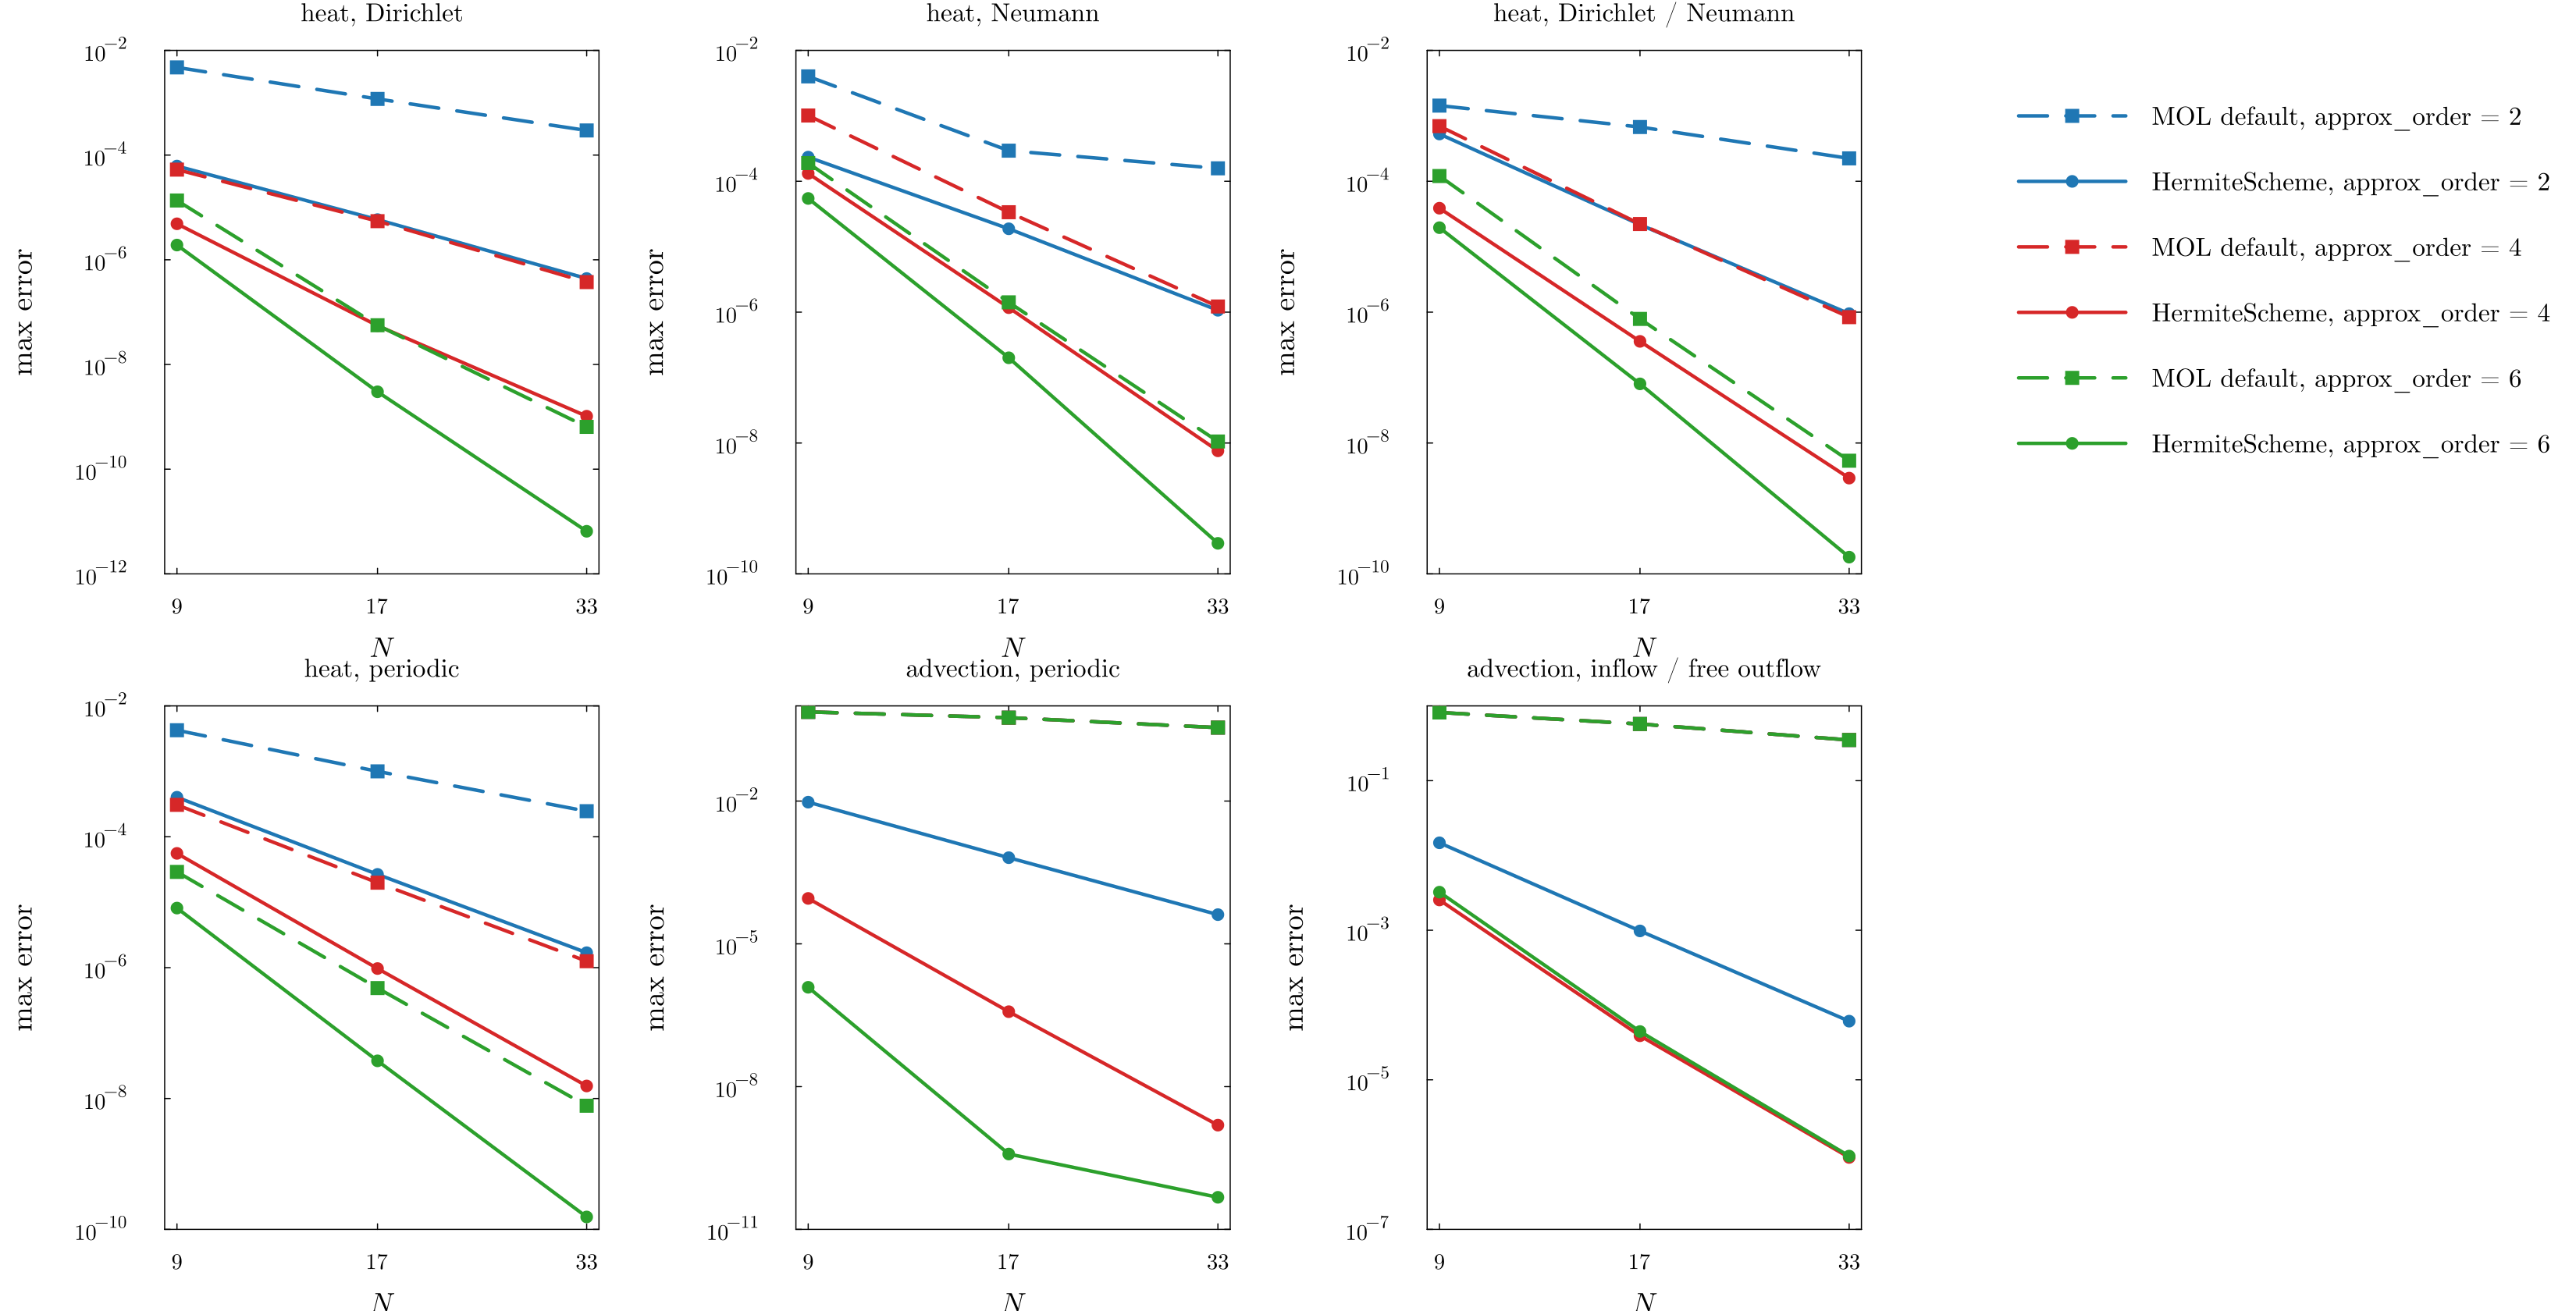 heat, Dirichlet
10−2
10−4
10−6
10−8
10−10
10−12
max error
9 17 33
N
heat, Neumann
10−2
10−4
10−6
10−8
10−10
max error
9 17 33
N
heat, Dirichlet / Neumann
10−2
10−4
10−6
10−8
10−10
max error
9 17 33
N
MOL default, approx_order = 2
HermiteScheme, approx_order = 2
MOL default, approx_order = 4
HermiteScheme, approx_order = 4
MOL default, approx_order = 6
HermiteScheme, approx_order = 6
heat, periodic
10−2
10−4
10−6
10−8
10−10
max error
9 17 33
N
advection, periodic
10−2
10−5
10−8
10−11
max error
9 17 33
N
advection, inflow / free outflow
10−1
10−3
10−5
10−7
max error
9 17 33
N